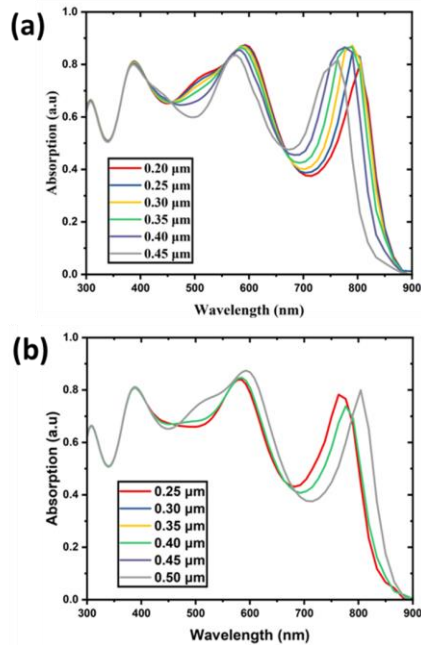 (a)
Absorption (a.u)
1.0
0.8
0.6
0.4
0.2
0.0
0.20 µm
0.25 µm
0.30 µm
0.35 µm
0.40 µm
0.45 µm
300 400 500 600 700 800 900
Wavelength (nm)
(b)
Absorption (a.u)
1.0
0.8
0.6
0.4
0.2
0.0
0.25 µm
0.30 µm
0.35 µm
0.40 µm
0.45 µm
0.50 µm
300 400 500 600 700 800 900
Wavelength (nm)